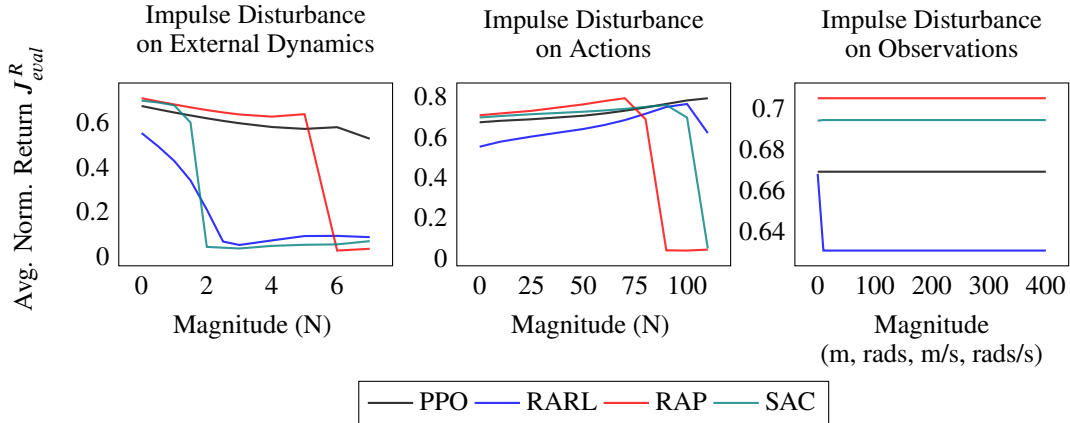 Impulse Disturbance
on External Dynamics
Impulse Disturbance
on Actions
Impulse Disturbance
on Observations
Avg. Norm. Return J^R_eval
0.6
0.4
0.2
0
0 2 4 6
Magnitude (N)
0.8
0.6
0.4
0.2
0
0 25 50 75 100
Magnitude (N)
0.7
0.68
0.66
0.64
0 100 200 300 400
Magnitude
(m, rads, m/s, rads/s)
PPO RARL RAP SAC